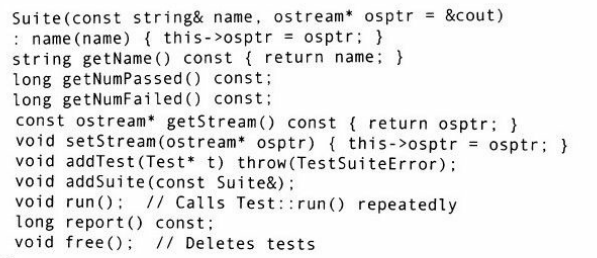 Suite(const string& name, ostream* osptr = &cout)
: name(name) { this->osptr = osptr; }
string getName() const { return name; }
long getNumPassed() const;
long getNumFailed() const;
const ostream* getStream() const { return osptr; }
void setStream(ostream* osptr) { this->osptr = osptr; }
void addTest(Test* t) throw(TestSuiteError);
void addSuite(const Suite&);
void run(); // Calls Test::run() repeatedly
long report() const;
void free(); // Deletes tests